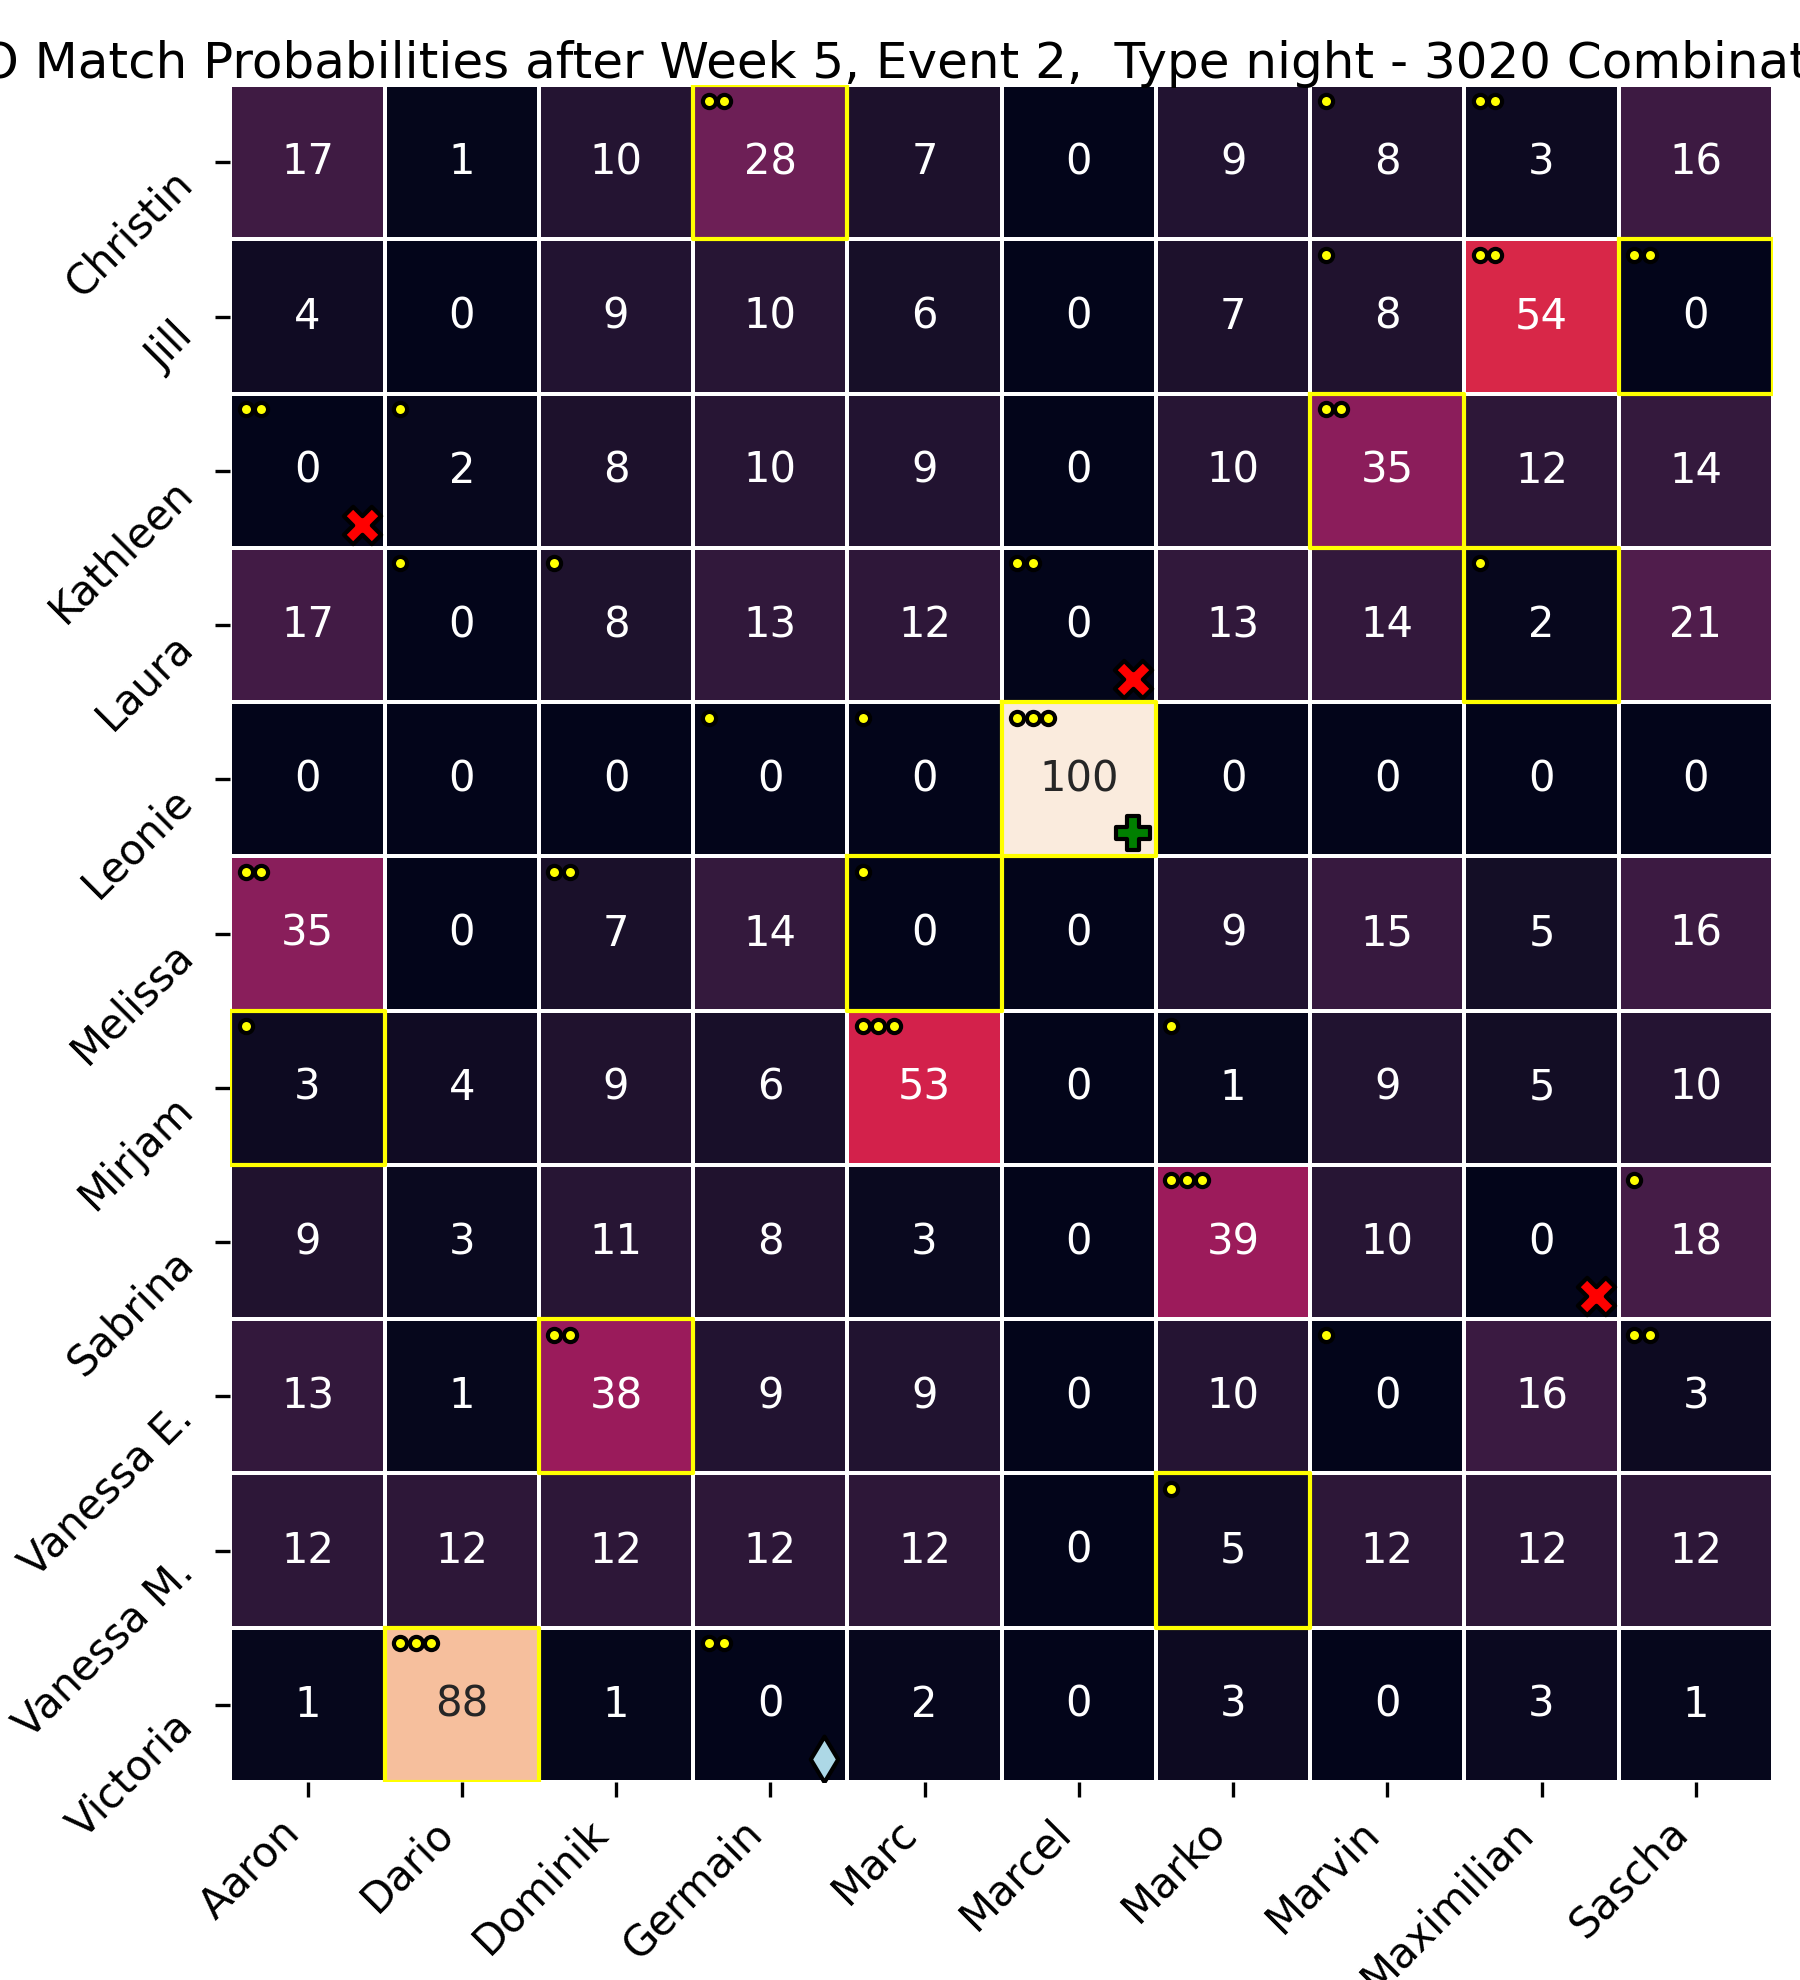 Match Probabilities after Week 5, Event 2, Type night - 3020
Christin 17 1 10 28 7 0 9 8 3 16
Jill 4 0 9 10 6 0 7 8 54 0
Kathleen 0 2 8 10 9 0 10 35 12 14
Laura 17 0 8 13 12 0 13 14 2 21
Leonie 0 0 0 0 0 100 0 0 0 0
Melissa 35 0 7 14 0 0 9 15 5 16
Mirjam 3 4 9 6 53 0 1 9 5 10
Sabrina 9 3 11 8 3 0 39 10 0 18
Vanessa E. 13 1 38 9 9 0 10 0 16 3
Vanessa M. 12 12 12 12 12 0 5 12 12 12
Victoria 1 88 1 0 2 0 3 0 3 1
Aaron Dario Dominik Germain Marc Marcel Marko Marvin Maximilian Sascha